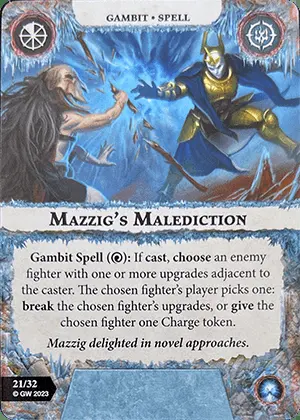 GAMBIT • SPELL
MAZZIG'S MALEDICTION
Gambit Spell (): If cast, choose an enemy
fighter with one or more upgrades adjacent to
the caster. The chosen fighter's player picks one:
break the chosen fighter's upgrades, or give the
chosen fighter one Charge token.
Mazzig delighted in novel approaches.
21/32
© GW 2023